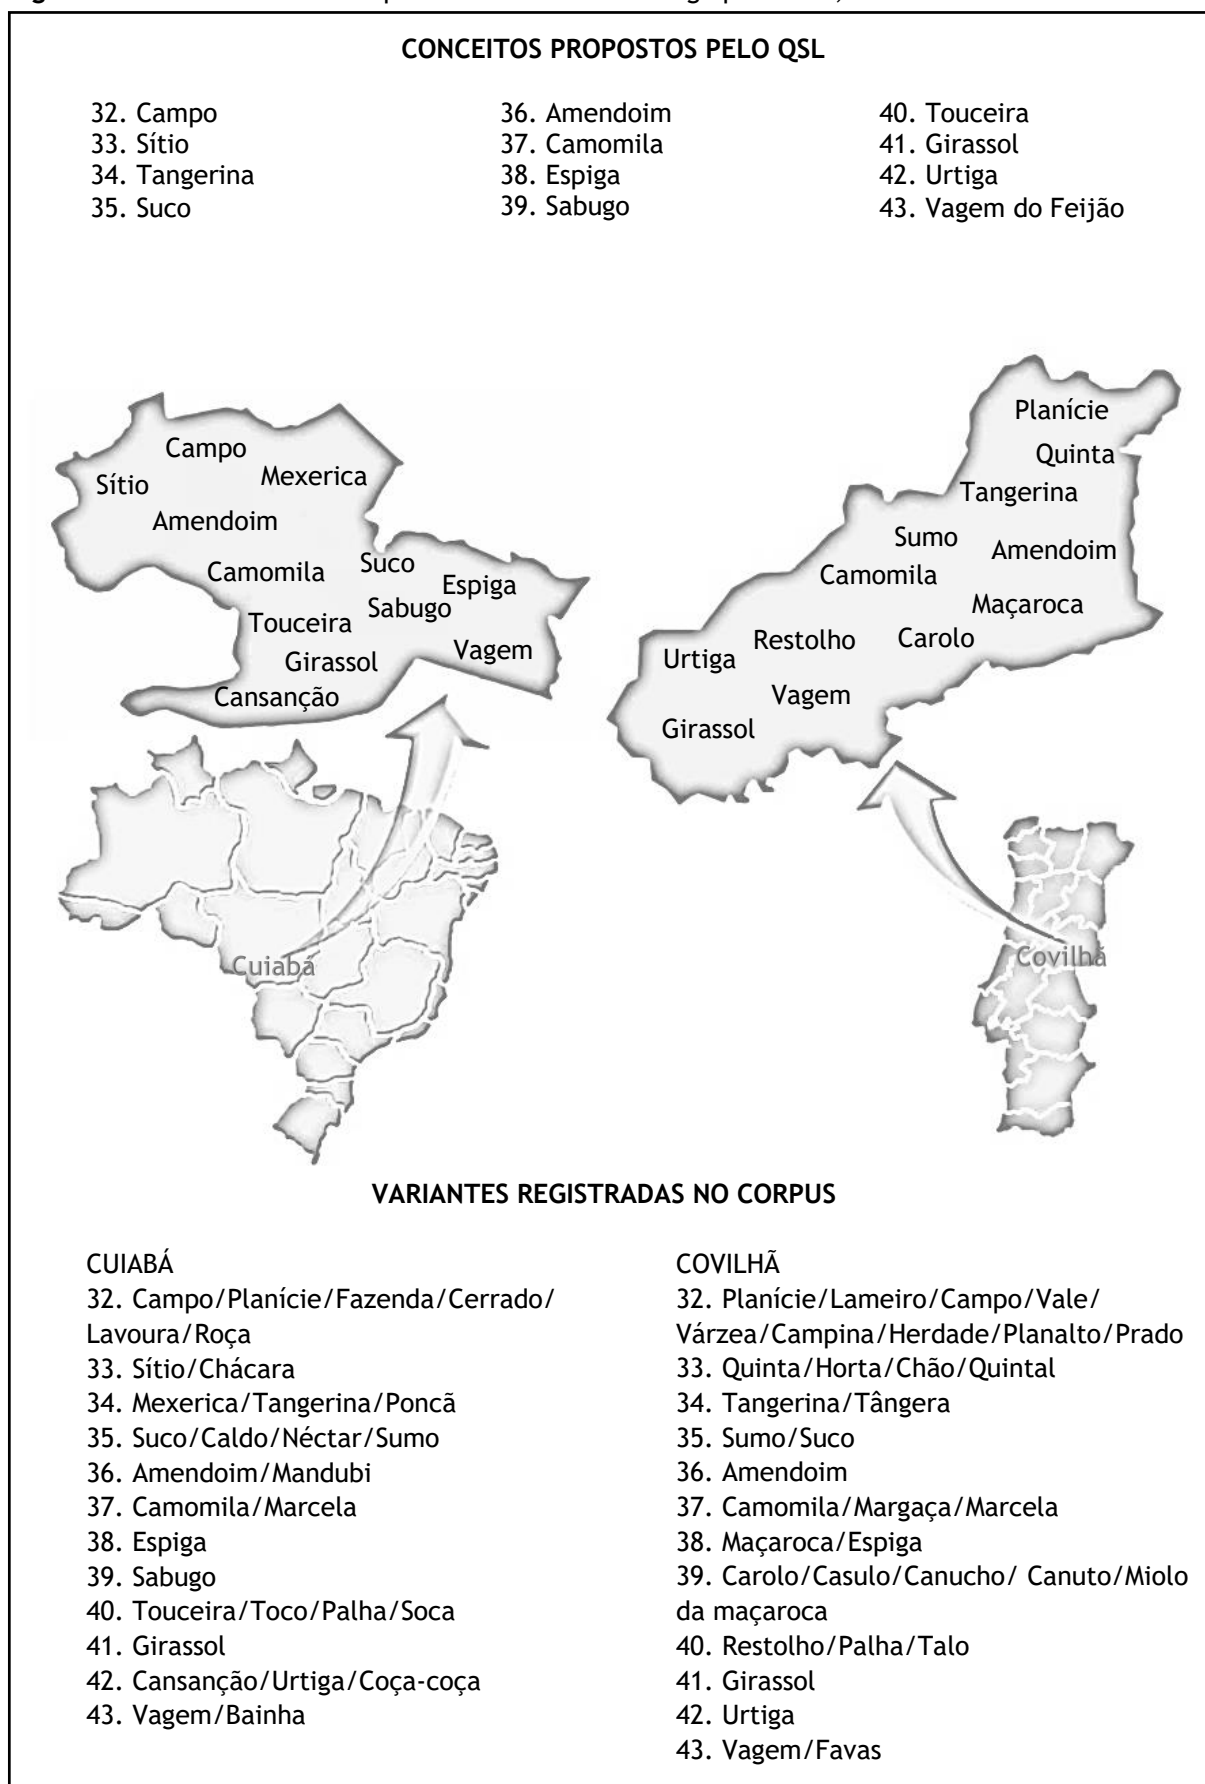 CONCEITOS PROPOSTOS PELO QSL
32. Campo
33. Sítio
34. Tangerina
35. Suco
36. Amendoim
37. Camomila
38. Espiga
39. Sabugo
40. Touceira
41. Girassol
42. Urtiga
43. Vagem do Feijão
Campo
Mexerica
Sítio
Amendoim
Suco
Camomila
Espiga
Sabugo
Touceira
Vagem
Girassol
Cansanção
Cuiabá
Planície
Quinta
Tangerina
Sumo
Amendoim
Camomila
Maçaroca
Restolho
Carolo
Urtiga
Vagem
Girassol
Covilhã
VARIANTES REGISTRADAS NO CORPUS
CUIABÁ
32. Campo/Planície/Fazenda/Cerrado/
Lavoura/Roça
33. Sítio/Chácara
34. Mexerica/Tangerina/Poncã
35. Suco/Caldo/Néctar/Sumo
36. Amendoim/Mandubi
37. Camomila/Marcela
38. Espiga
39. Sabugo
40. Touceira/Toco/Palha/Soca
41. Girassol
42. Cansanção/Urtiga/Coça-coça
43. Vagem/Bainha
COVILHÃ
32. Planície/Lameiro/Campo/Vale/
Várzea/Campina/Herdade/Planalto/Prado
33. Quinta/Horta/Chão/Quintal
34. Tangerina/Tângera
35. Sumo/Suco
36. Amendoim
37. Camomila/Margaça/Marcela
38. Maçaroca/Espiga
39. Carolo/Casulo/Canucho/ Canuto/Miolo
da maçaroca
40. Restolho/Palha/Talo
41. Girassol
42. Urtiga
43. Vagem/Favas